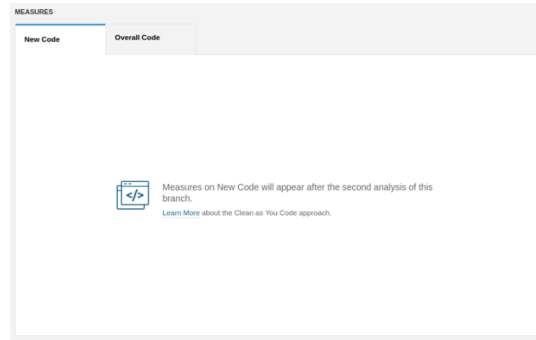 MEASURES
New Code
Overall Code
</>
Measures on New Code will appear after the second analysis of this
branch.
Learn More about the Clean as You Code approach.